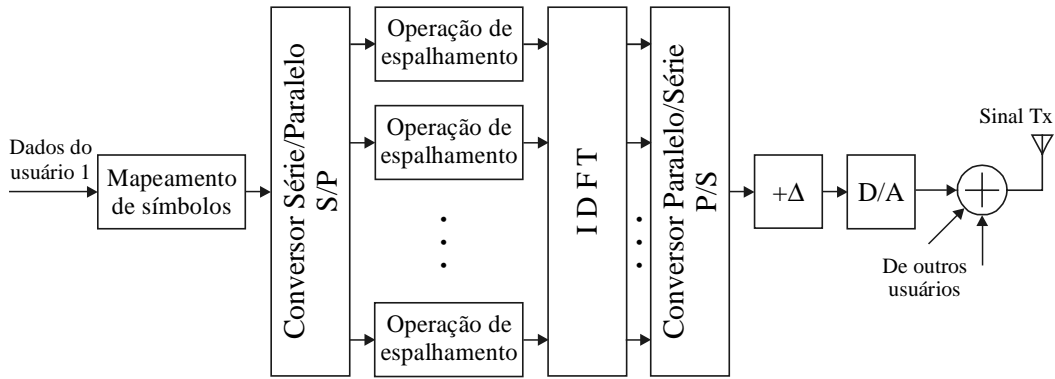 Dados do
usuário 1
Mapeamento
de símbolos
Conversor Série/Paralelo
S/P
Operação de
espalhamento
Operação de
espalhamento
Operação de
espalhamento
IDFT
Conversor Paralelo/Série
P/S
+Δ
D/A
Sinal Tx
De outros
usuários